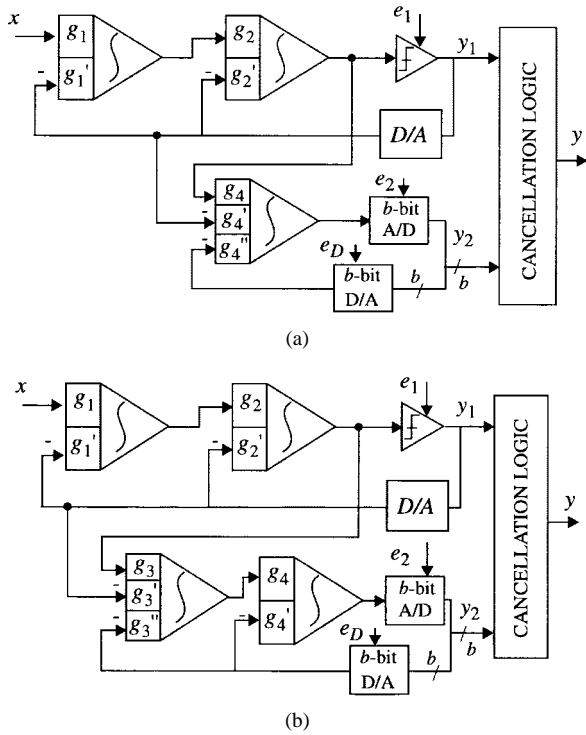 x
g1
g1'
-
g2
g2'
-
e1
y1
D/A
g4
g4'
g4"
-
-
e2
b-bit
A/D
y2
b
eD
b-bit
D/A
b
CANCELLATION LOGIC
y
(a)
x
g1
g1'
-
g2
g2'
-
e1
y1
D/A
g3
g3'
g3"
-
-
g4
g4'
-
e2
b-bit
A/D
y2
b
eD
b-bit
D/A
b
CANCELLATION LOGIC
y
(b)